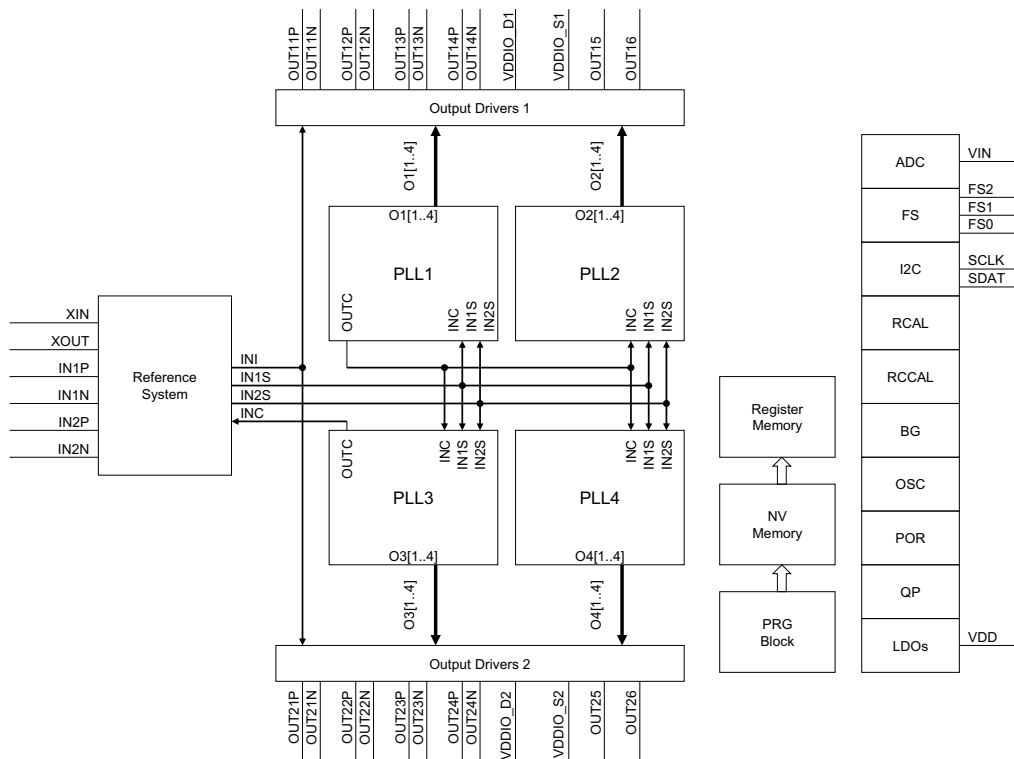 OUT11P
OUT11N
OUT12P
OUT12N
OUT13P
OUT13N
OUT14P
OUT14N
VDDIO_D1
VDDIO_S1
OUT15
OUT16
Output Drivers 1
O1[1..4]
O2[1..4]
O1[1..4]
O2[1..4]
PLL1
PLL2
OUTC
INC
IN1S
IN2S
INC
IN1S
IN2S
XIN
XOUT
IN1P
IN1N
IN2P
IN2N
Reference
System
INI
IN1S
IN2S
INC
OUTC
INC
IN1S
IN2S
INC
IN1S
IN2S
PLL3
PLL4
O3[1..4]
O4[1..4]
O3[1..4]
O4[1..4]
Output Drivers 2
OUT21P
OUT21N
OUT22P
OUT22N
OUT23P
OUT23N
OUT24P
OUT24N
VDDIO_D2
VDDIO_S2
OUT25
OUT26
Register
Memory
NV
Memory
PRG
Block
ADC
VIN
FS
FS2
FS1
FS0
I2C
SCLK
SDAT
RCAL
RCCAL
BG
OSC
POR
QP
LDOs
VDD